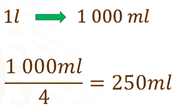 1l → 1 000 ml
1 000ml
4
= 250ml